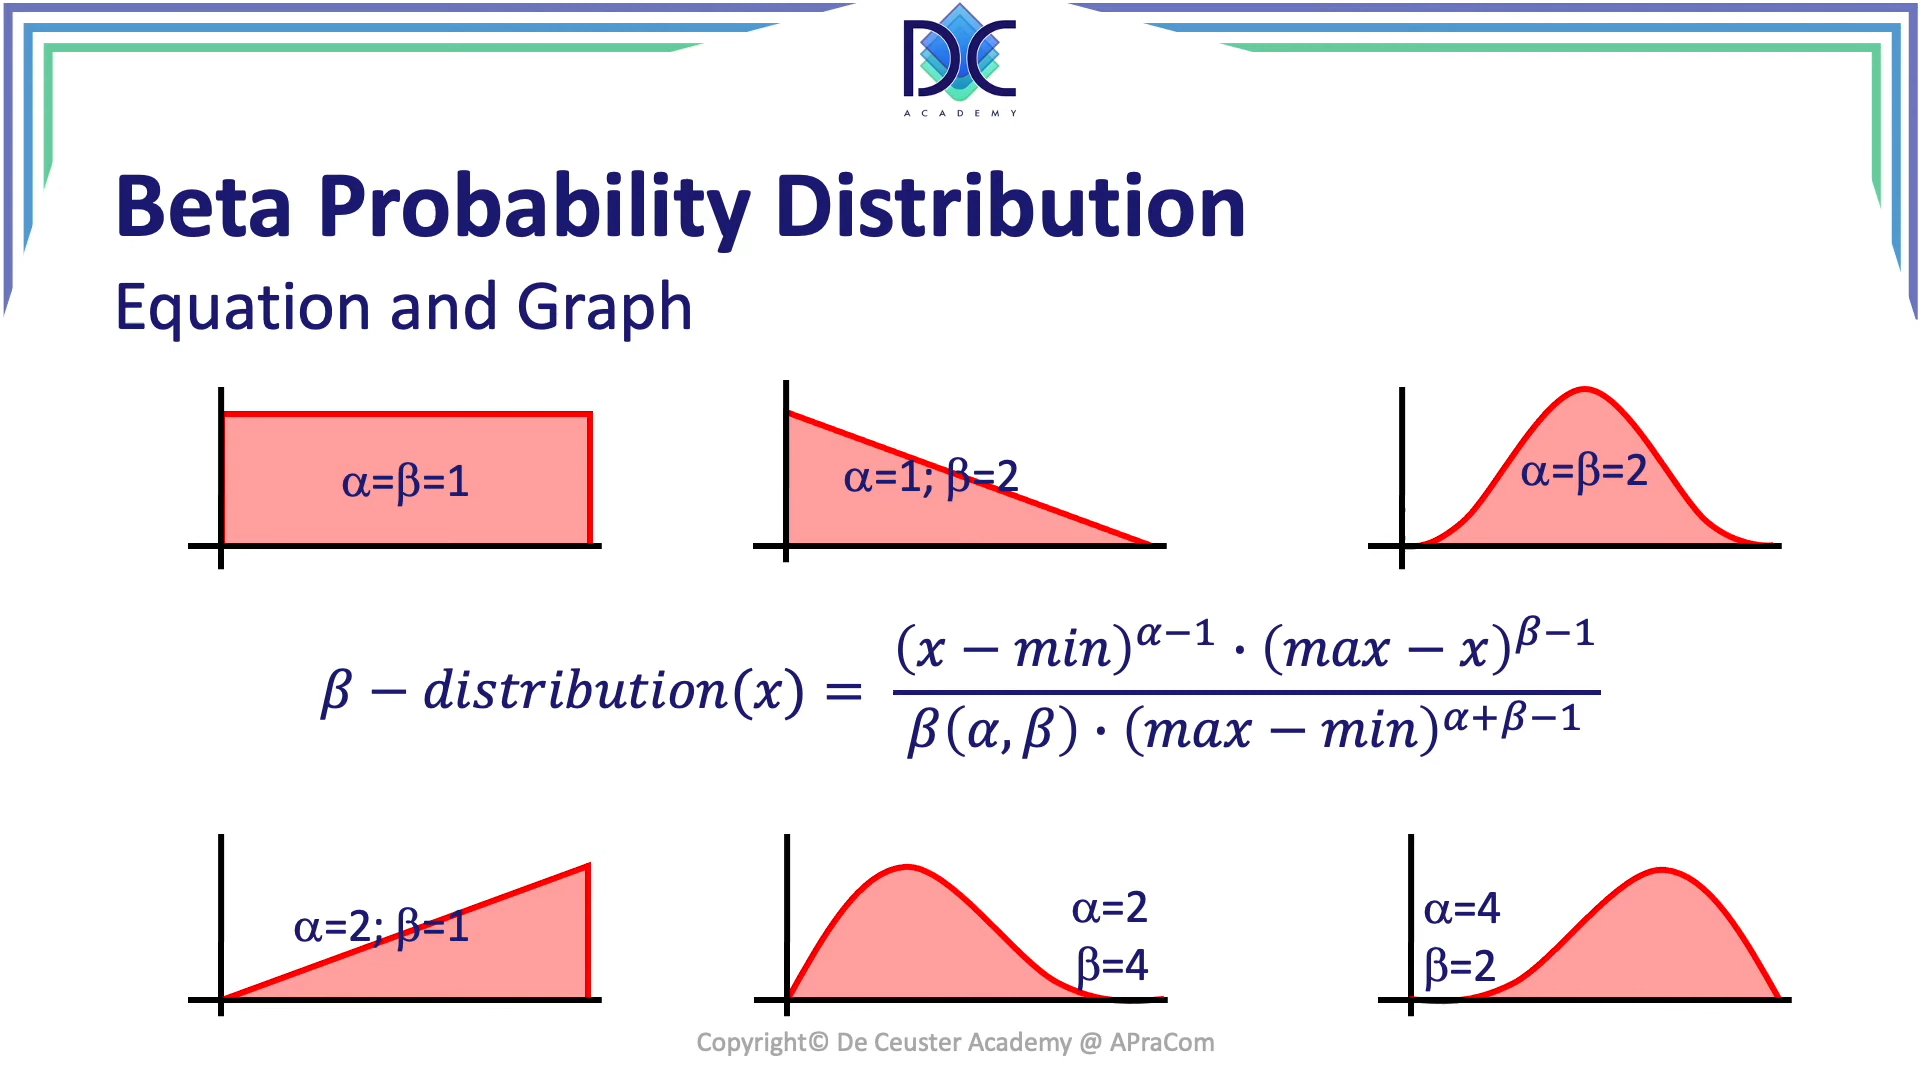 DC
ACADEMY
Beta Probability Distribution
Equation and Graph
α=β=1
α=1; β=2
α=β=2
β − distribution(x) = (x − min)^(α−1) · (max − x)^(β−1) / β(α, β) · (max − min)^(α+β−1)
α=2; β=1
α=2
β=4
α=4
β=2
Copyright© De Ceuster Academy @ APraCom